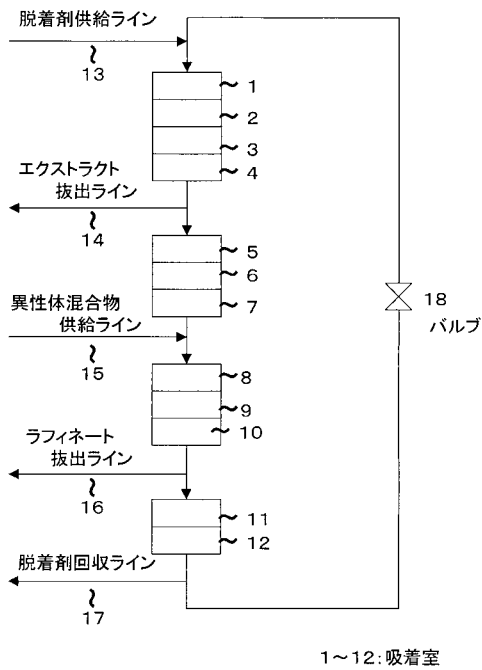 脱着剤供給ライン
13
1
2
3
4
エクストラクト
抜出ライン
14
5
6
7
異性体混合物
供給ライン
15
18
バルブ
8
9
10
ラフィネート
抜出ライン
16
11
12
脱着剤回収ライン
17
1～12:吸着室